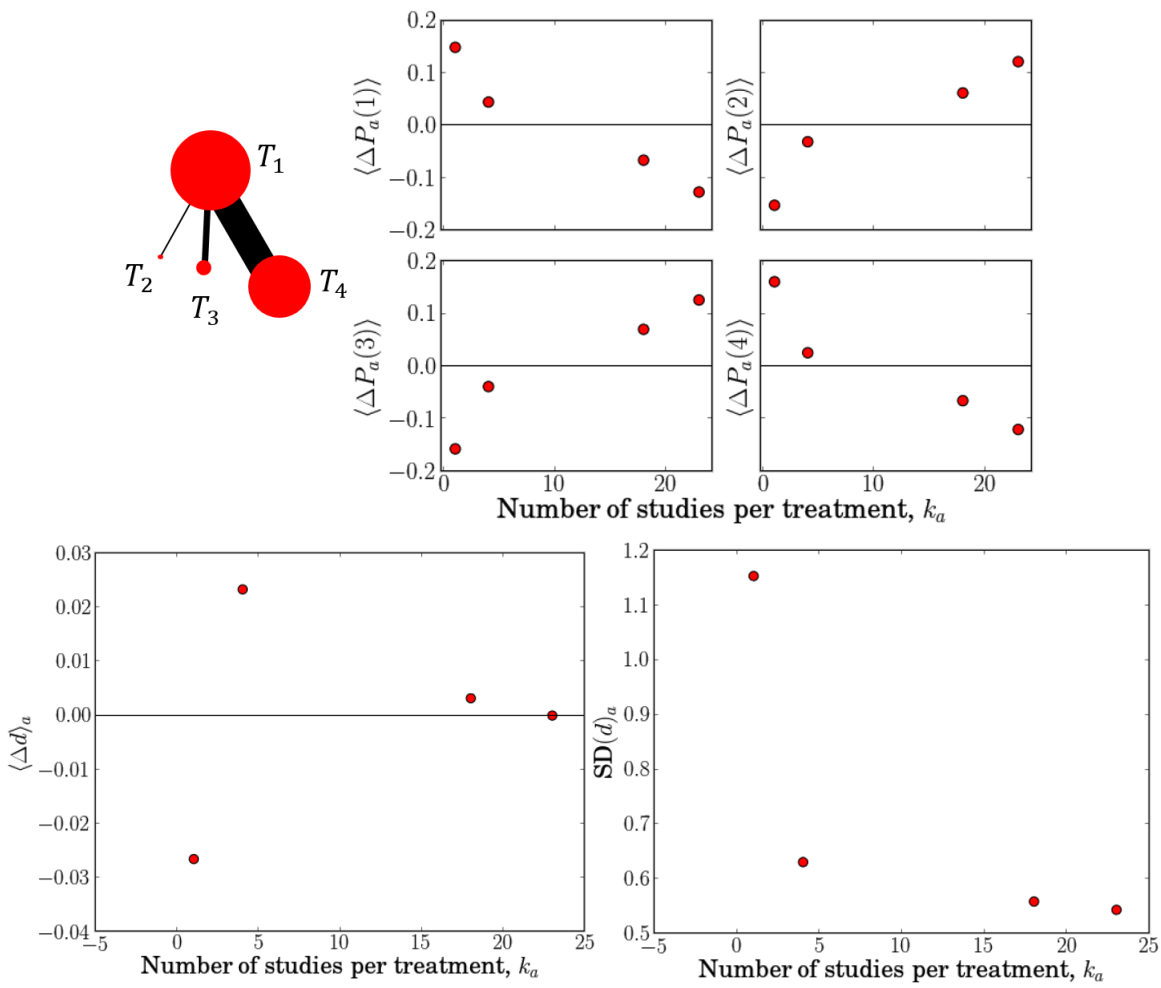 T₁
T₂
T₃
T₄
⟨ΔPₐ(1)⟩
0.2
0.1
0.0
−0.1
−0.2
⟨ΔPₐ(2)⟩
⟨ΔPₐ(3)⟩
0.2
0.1
0.0
−0.1
−0.2
0 10 20
⟨ΔPₐ(4)⟩
0 10 20
Number of studies per treatment, kₐ
⟨Δd⟩ₐ
0.03
0.02
0.01
0.00
−0.01
−0.02
−0.03
−0.04
−5 0 5 10 15 20 25
Number of studies per treatment, kₐ
SD(d)ₐ
1.2
1.1
1.0
0.9
0.8
0.7
0.6
0.5
−5 0 5 10 15 20 25
Number of studies per treatment, kₐ